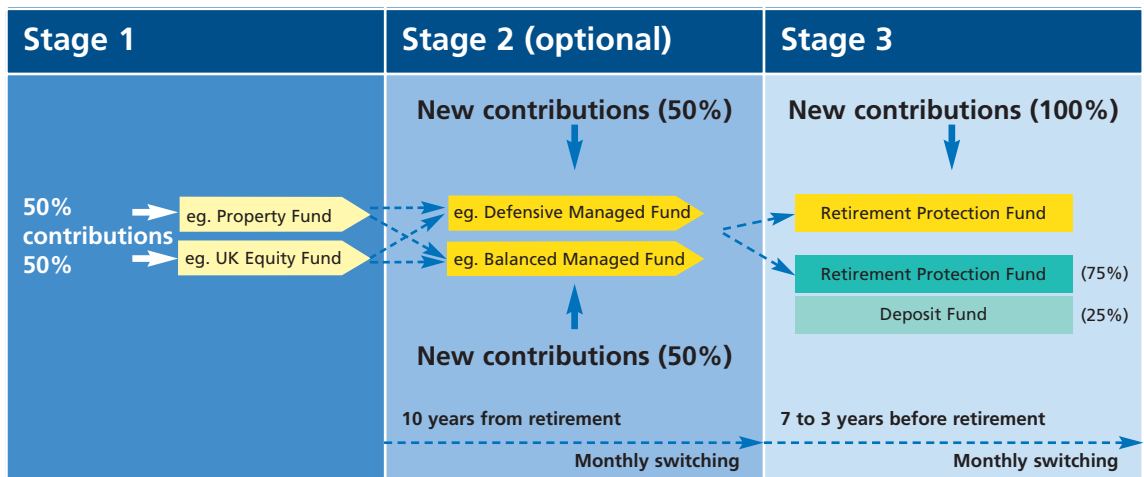 Stage 1
Stage 2 (optional)
Stage 3
50%
contributions
50%
eg. Property Fund
eg. UK Equity Fund
New contributions (50%)
eg. Defensive Managed Fund
eg. Balanced Managed Fund
New contributions (50%)
10 years from retirement
Monthly switching
New contributions (100%)
Retirement Protection Fund
Retirement Protection Fund (75%)
Deposit Fund (25%)
7 to 3 years before retirement
Monthly switching